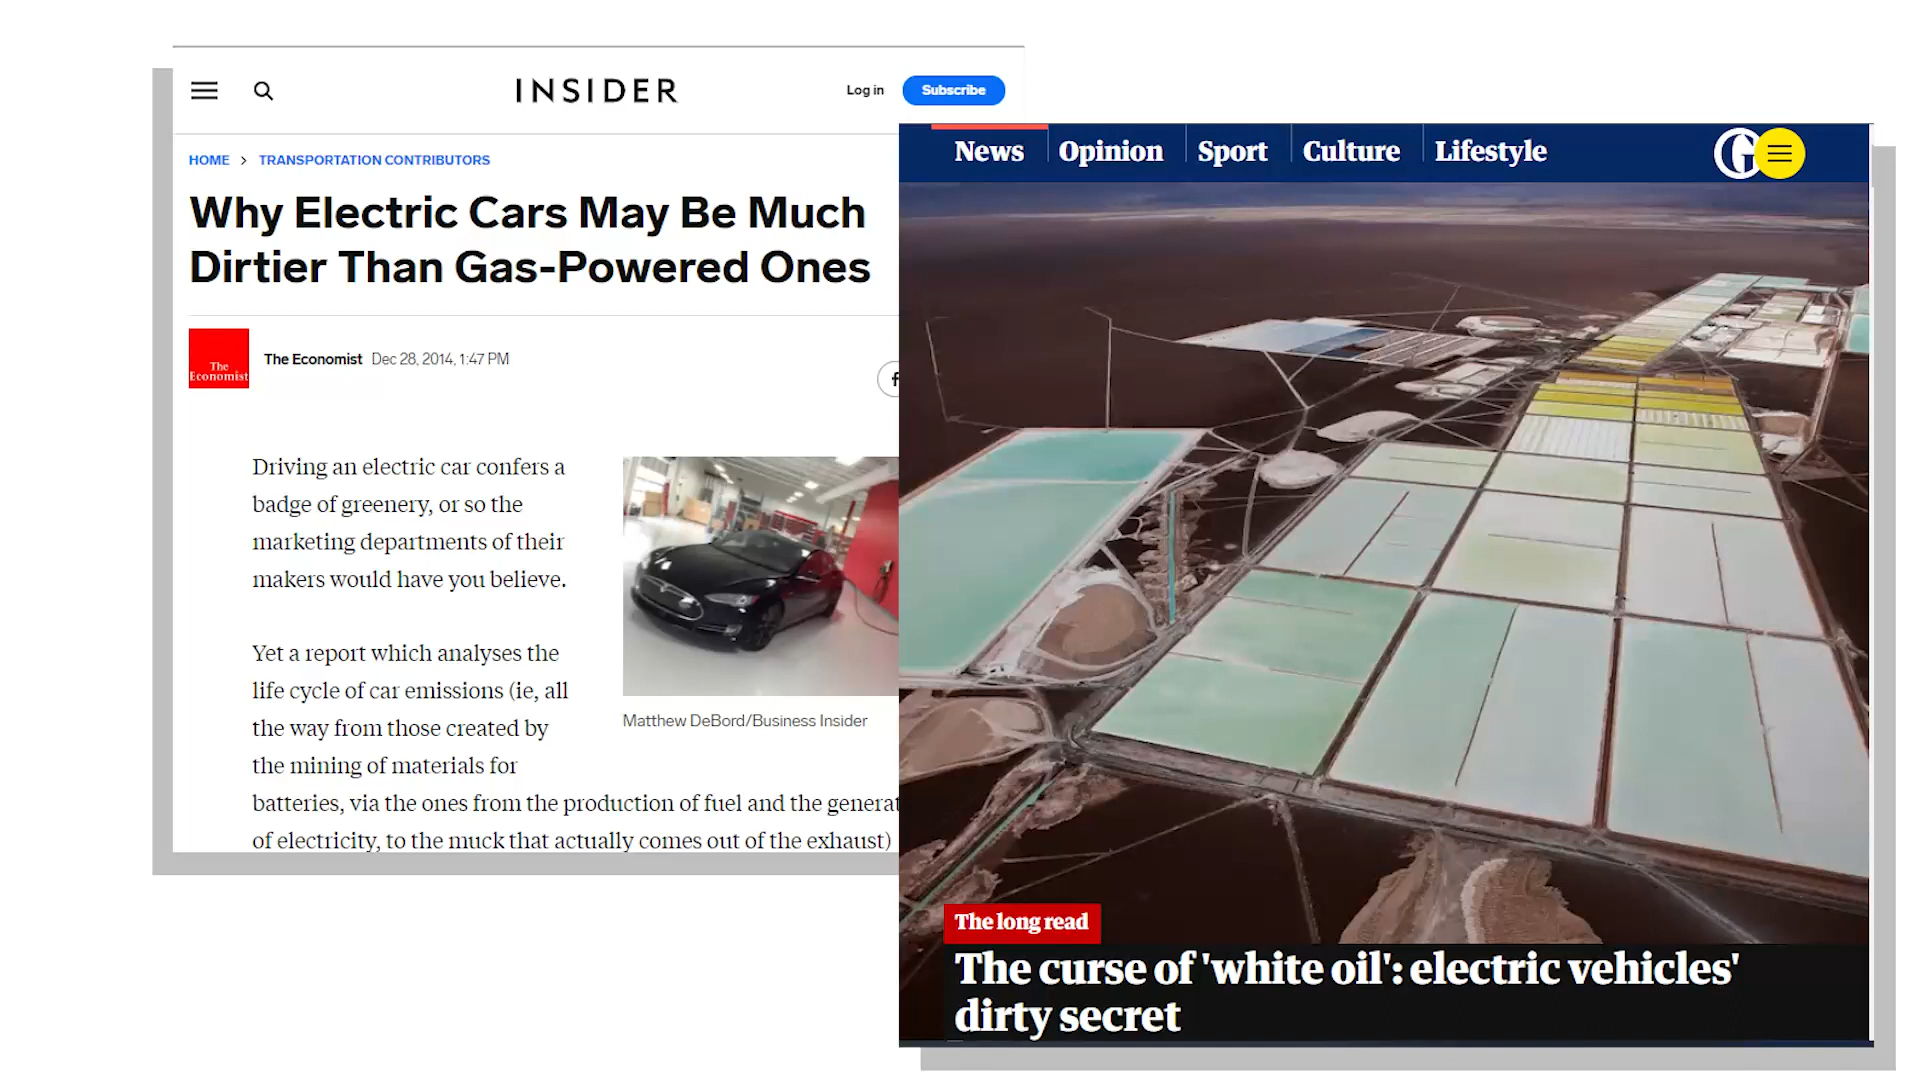 INSIDER
Log in
Subscribe
HOME > TRANSPORTATION CONTRIBUTORS
Why Electric Cars May Be Much
Dirtier Than Gas-Powered Ones
The
Economist
The Economist Dec 28, 2014, 1:47 PM
f
Driving an electric car confers a
badge of greenery, or so the
marketing departments of their
makers would have you believe.
Yet a report which analyses the
life cycle of car emissions (ie, all
the way from those created by
the mining of materials for
batteries, via the ones from the production of fuel and the generat
of electricity, to the muck that actually comes out of the exhaust)
Matthew DeBord/Business Insider
News
Opinion
Sport
Culture
Lifestyle
G
The long read
The curse of 'white oil': electric vehicles'
dirty secret